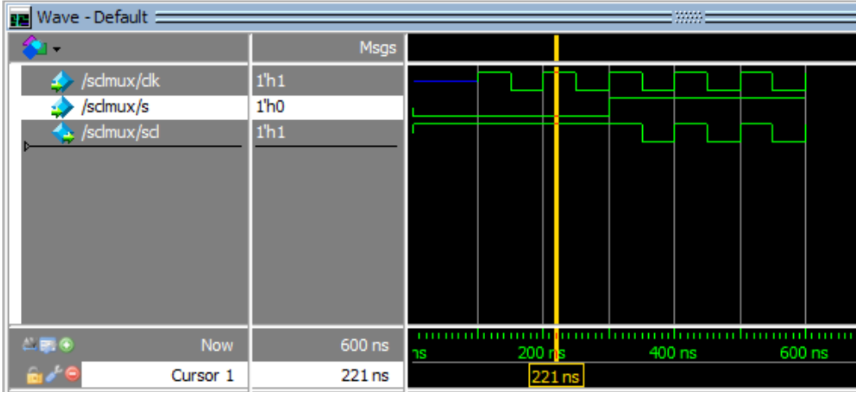 Wave - Default
Msgs
/sclmux/clk 1'h1
/sclmux/s 1'h0
/sclmux/scl 1'h1
Now 600 ns
ns 200 ns 400 ns 600 ns
Cursor 1 221 ns
221 ns